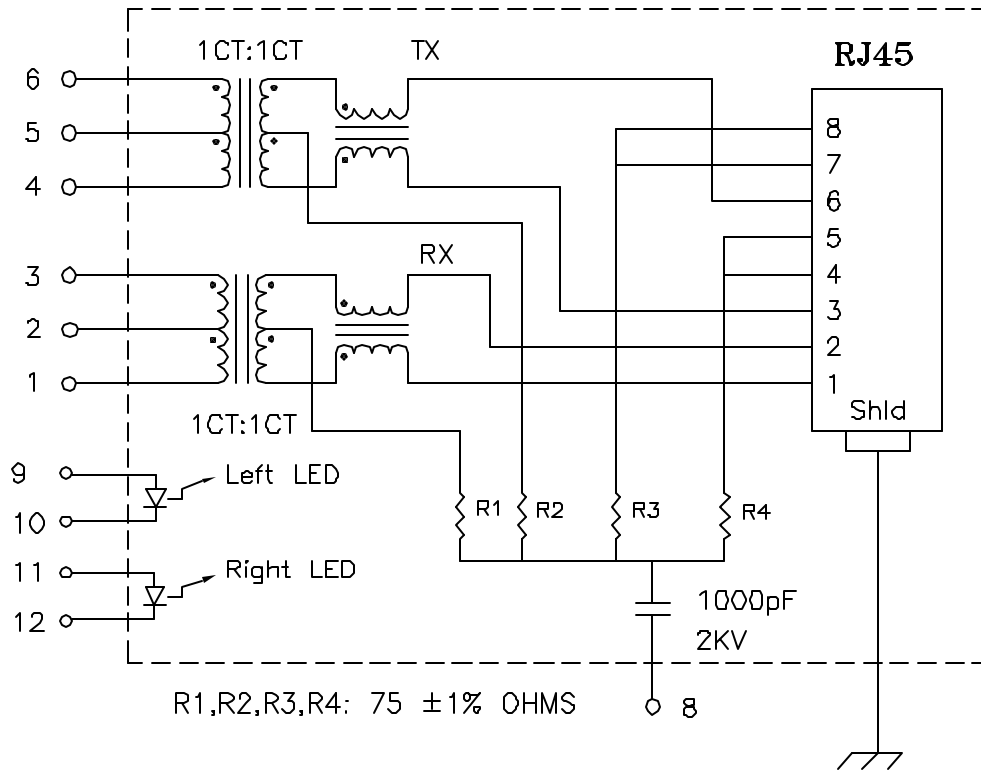 1CT:1CT
TX
RJ45
6
5
4
8
7
6
5
4
3
2
1
Shld
RX
3
2
1
1CT:1CT
9
10
Left LED
11
12
Right LED
R1
R2
R3
R4
1000pF
2KV
R1,R2,R3,R4: 75 ±1% OHMS
8